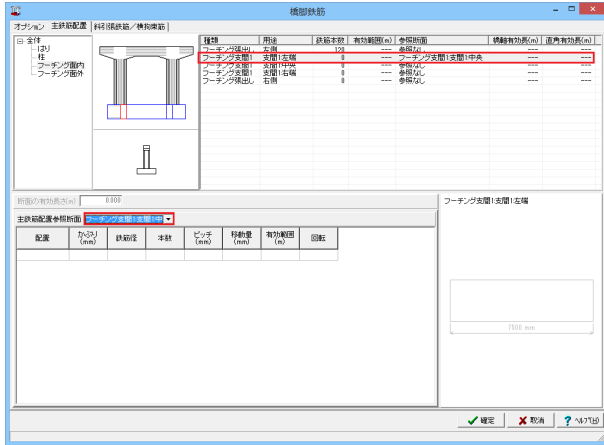 橋脚鉄筋
オプション 主鉄筋配置 斜引張鉄筋/横拘束筋
全体
はり
柱
フーチング面内
フーチング面外
種類 用途 鉄筋本数 有効範囲(m) 参照断面 橋軸有効長(m) 直角有効長(m)
フーチング張出し 左側 120 --- 参照なし --- ---
フーチング支間1 支間1:左端 0 --- フーチング支間1:支間1:中央 --- ---
フーチング支間1 支間1:中央 0 --- 参照なし --- ---
フーチング支間1 支間1:右端 0 --- 参照なし --- ---
フーチング張出し 右側 0 --- 参照なし --- ---
断面の有効長さ(m) 0.000
主鉄筋配置参照断面 フーチング支間1:支間1:中
配置 かぶり(mm) 鉄筋径 本数 ピッチ(mm) 移動量(mm) 有効範囲(m) 回転
フーチング支間1:支間1:左端
7500 mm
確定 取消 ? ヘルプ(H)